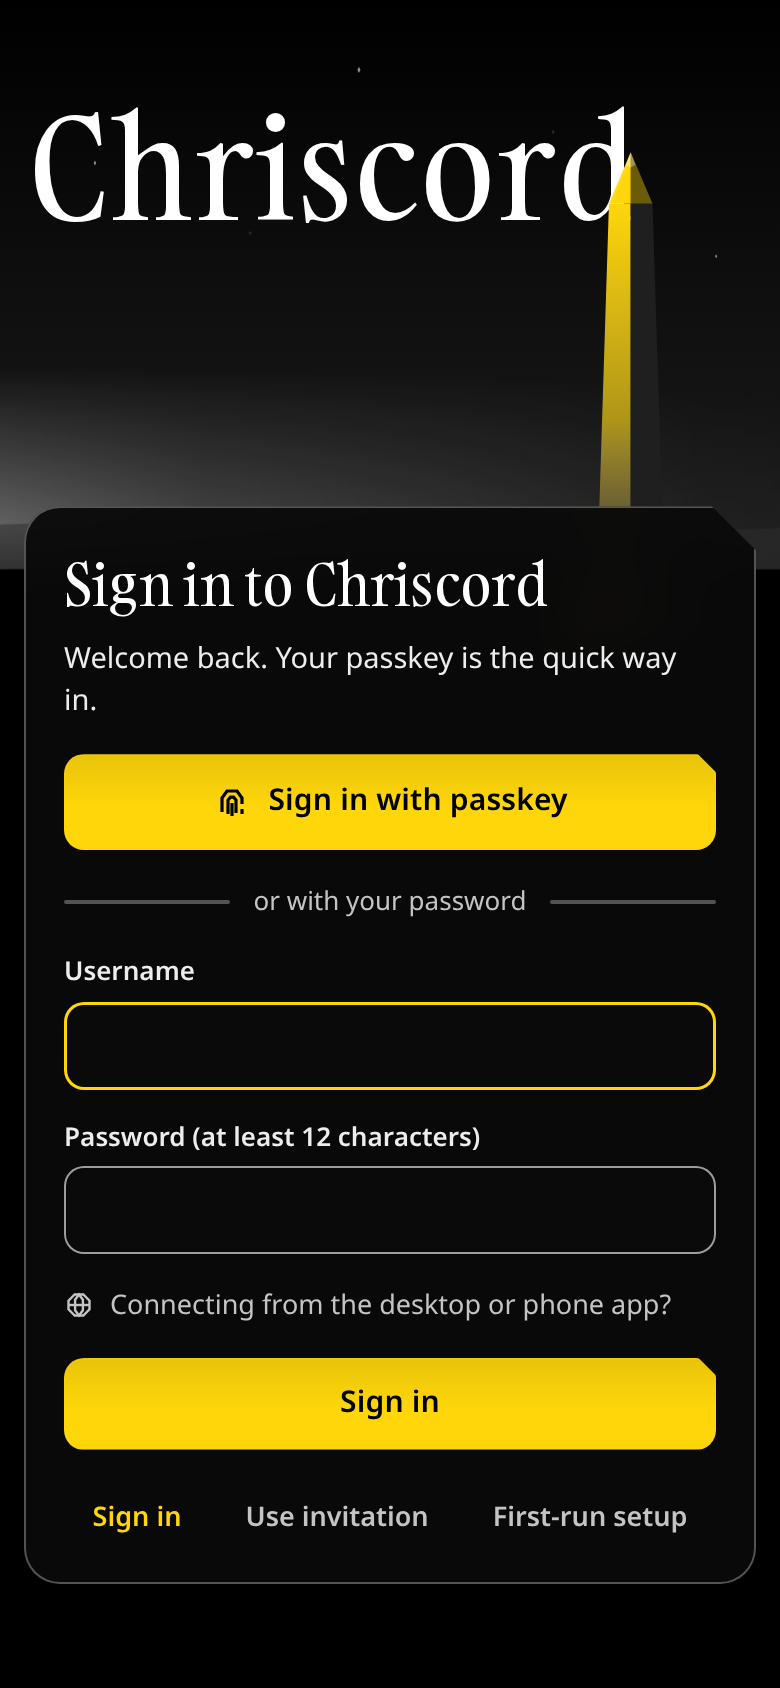 Chriscord
Sign in to Chriscord
Welcome back. Your passkey is the quick way
in.
Sign in with passkey
or with your password
Username
Password (at least 12 characters)
Connecting from the desktop or phone app?
Sign in
Sign in Use invitation First-run setup